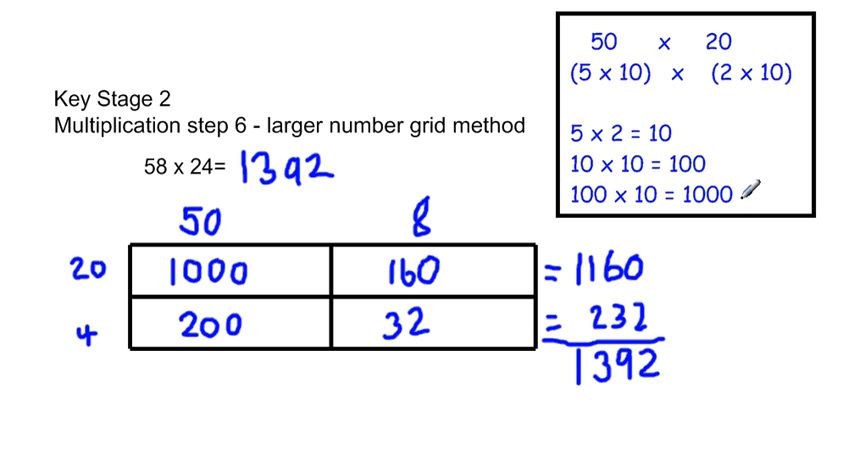 50 x 20
(5 x 10) x (2 x 10)
5 x 2 = 10
10 x 10 = 100
100 x 10 = 1000
Key Stage 2
Multiplication step 6 - larger number grid method
58 x 24= 1392
50 8
20 1000 160 = 1160
4 200 32 = 232
1392